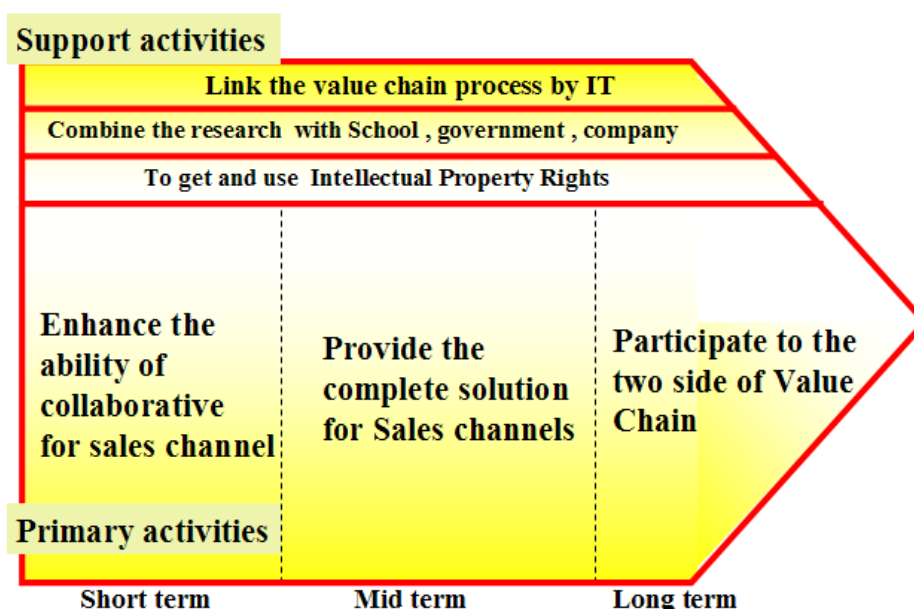 Support activities
Link the value chain process by IT
Combine the research with School , government , company
To get and use Intellectual Property Rights
Enhance the
ability of
collaborative
for sales channel
Provide the
complete solution
for Sales channels
Participate to the
two side of Value
Chain
Primary activities
Short term
Mid term
Long term